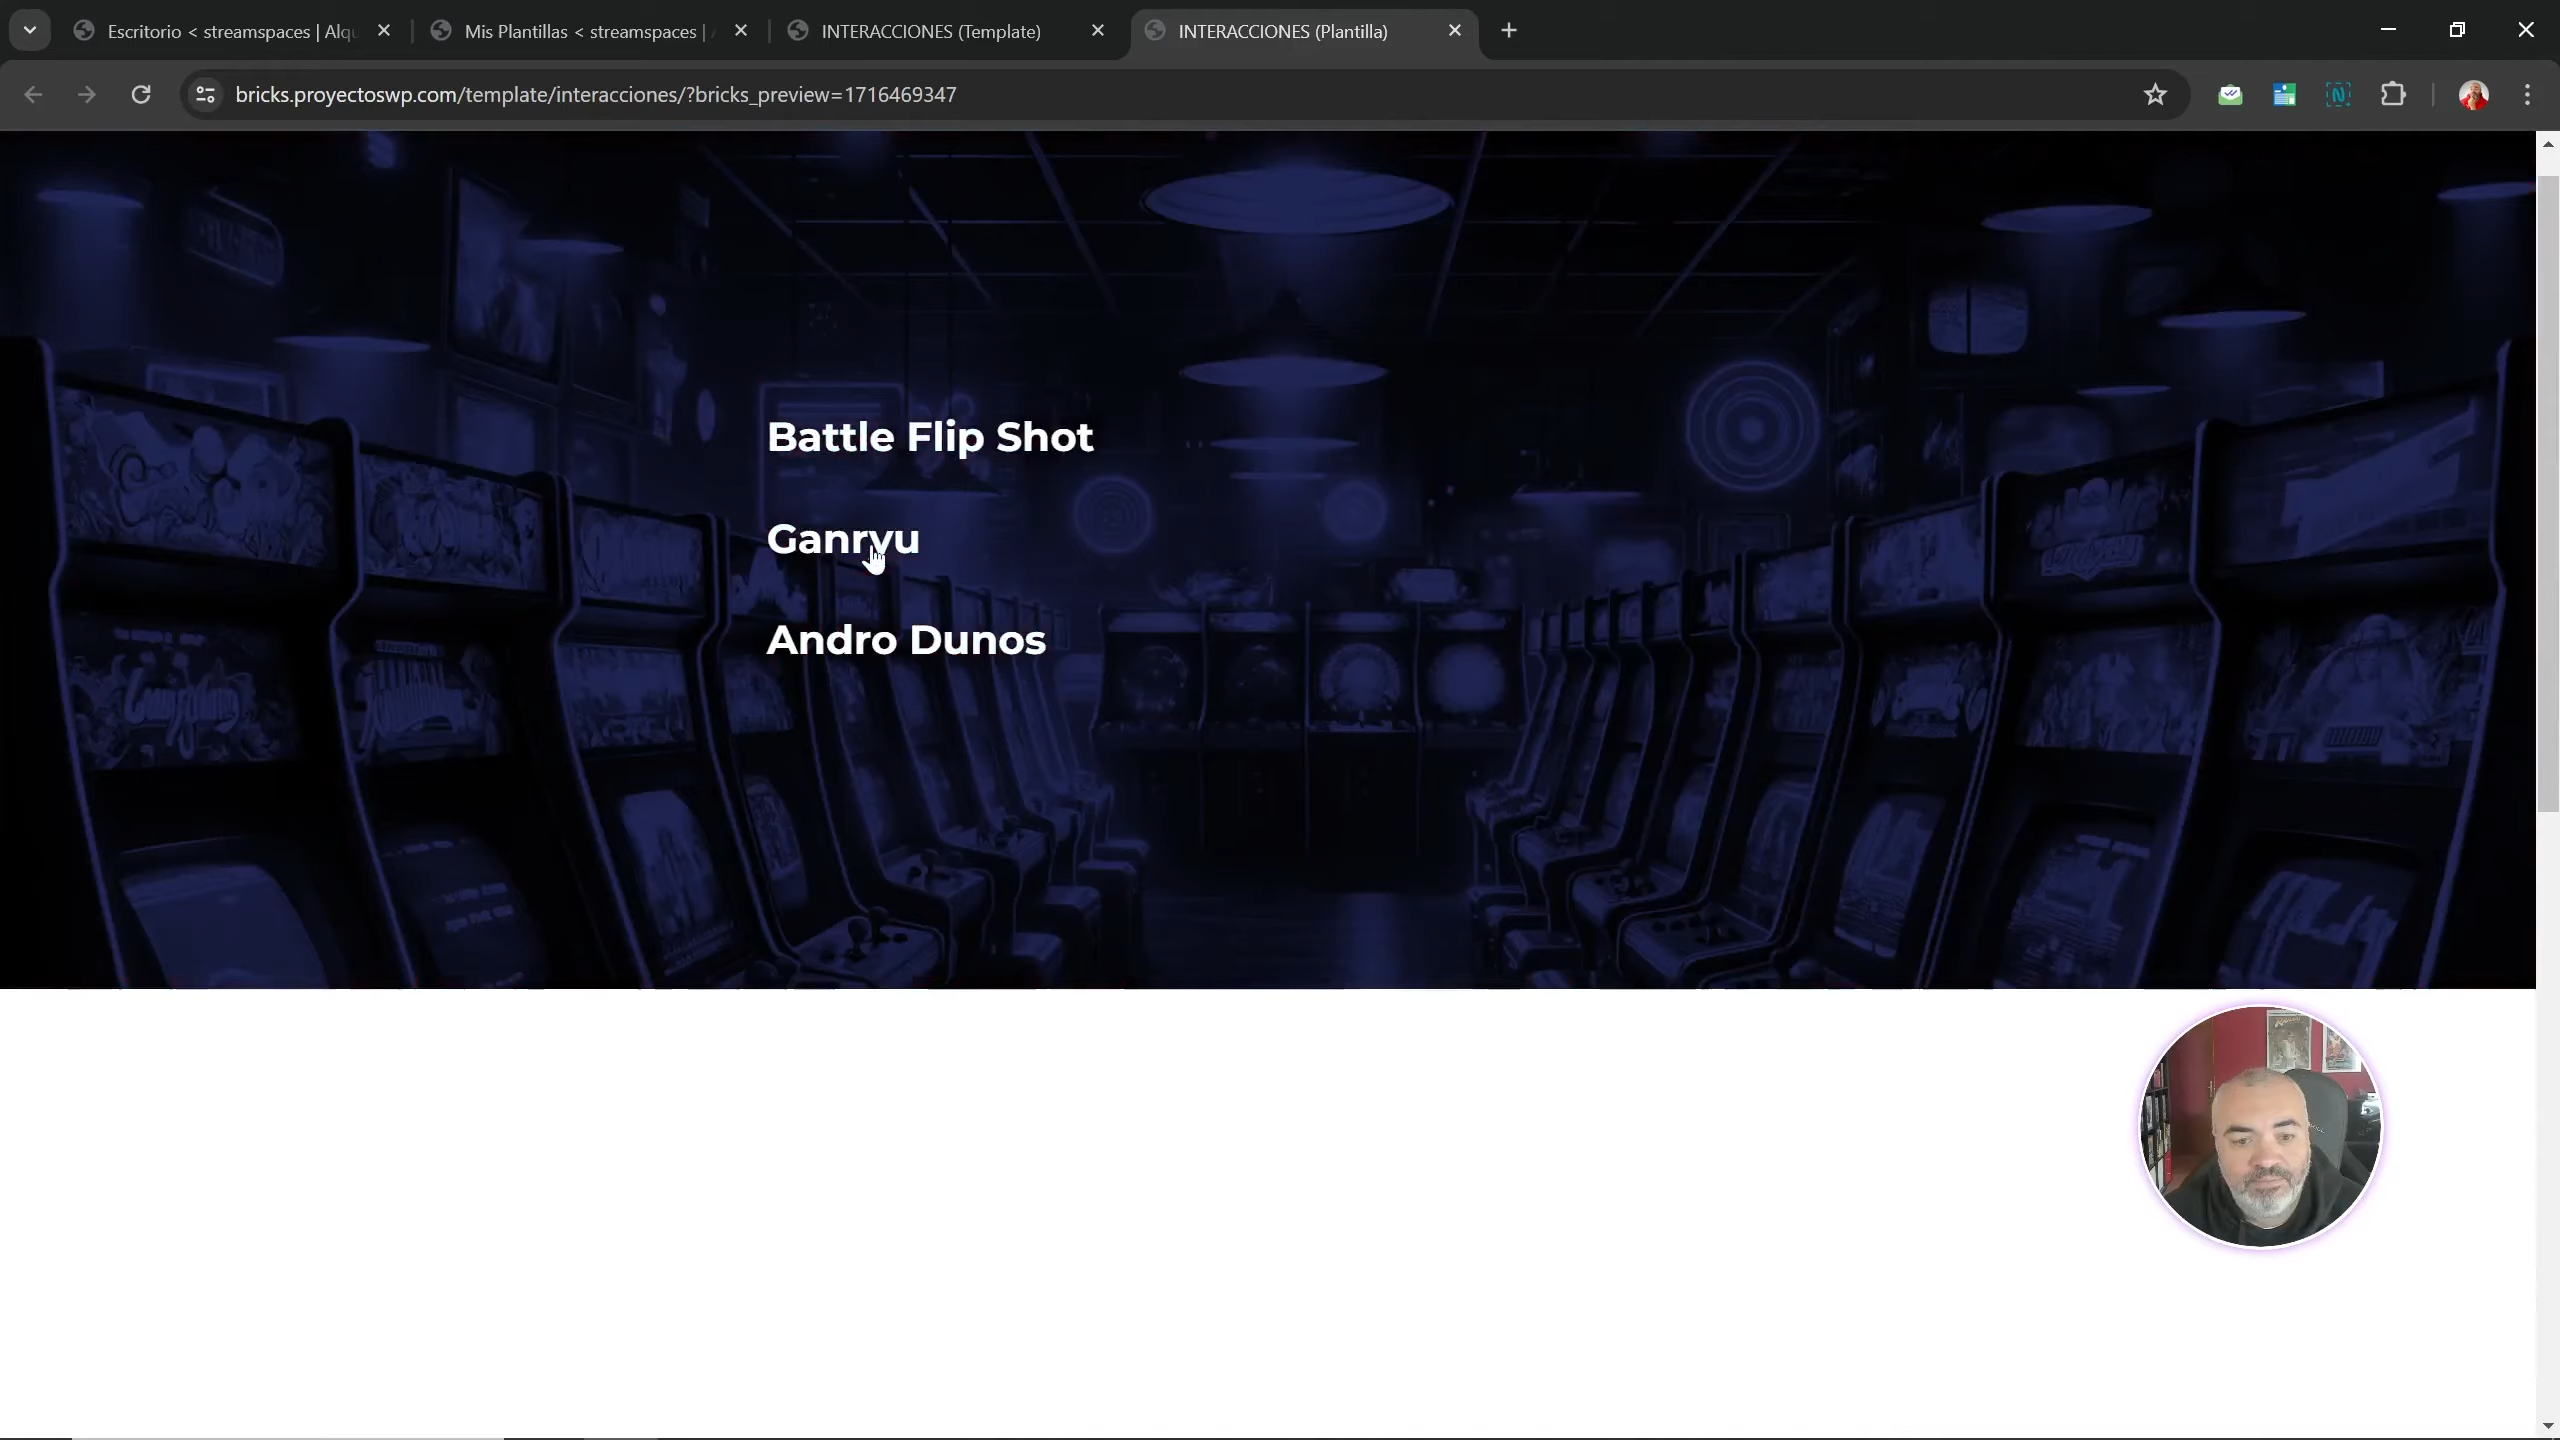 Escritorio < streamspaces | Alqu
Mis Plantillas < streamspaces |
INTERACCIONES (Template)
INTERACCIONES (Plantilla)
bricks.proyectoswp.com/template/interacciones/?bricks_preview=1716469347
Battle Flip Shot
Ganryu
Andro Dunos